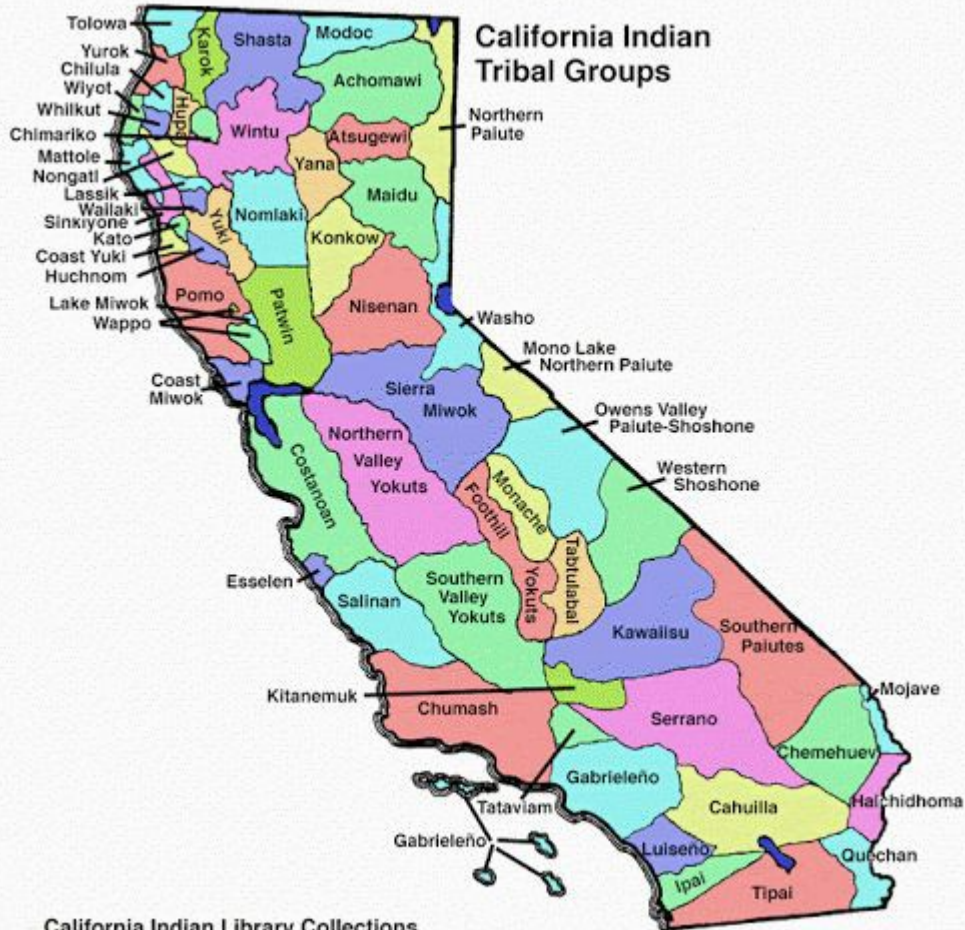 California Indian
Tribal Groups
Tolowa
Yurok
Chilula
Wiyot
Whilkut
Chimariko
Mattole
Nongatl
Lassik
Wailaki
Sinkiyone
Kato
Coast Yuki
Huchnom
Lake Miwok
Wappo
Coast
Miwok
Karok
Shasta
Modoc
Achomawi
Hupa
Wintu
Atsugewi
Northern
Paiute
Yana
Maidu
Yuki
Nomlaki
Konkow
Pomo
Patwin
Nisenan
Washo
Mono Lake
Northern Paiute
Sierra
Miwok
Owens Valley
Paiute-Shoshone
Northern
Valley
Yokuts
Costanoan
Western
Shoshone
Foothill
Yokuts
Monache
Tabtulabal
Esselen
Salinan
Southern
Valley
Yokuts
Kawaiisu
Southern
Paiutes
Kitanemuk
Chumash
Serrano
Mojave
Chemehuevi
Tataviam
Gabrieleño
Gabrieleño
Cahuilla
Halchidhoma
Luiseño
Quechan
Ipai
Tipai
California Indian Library Collections